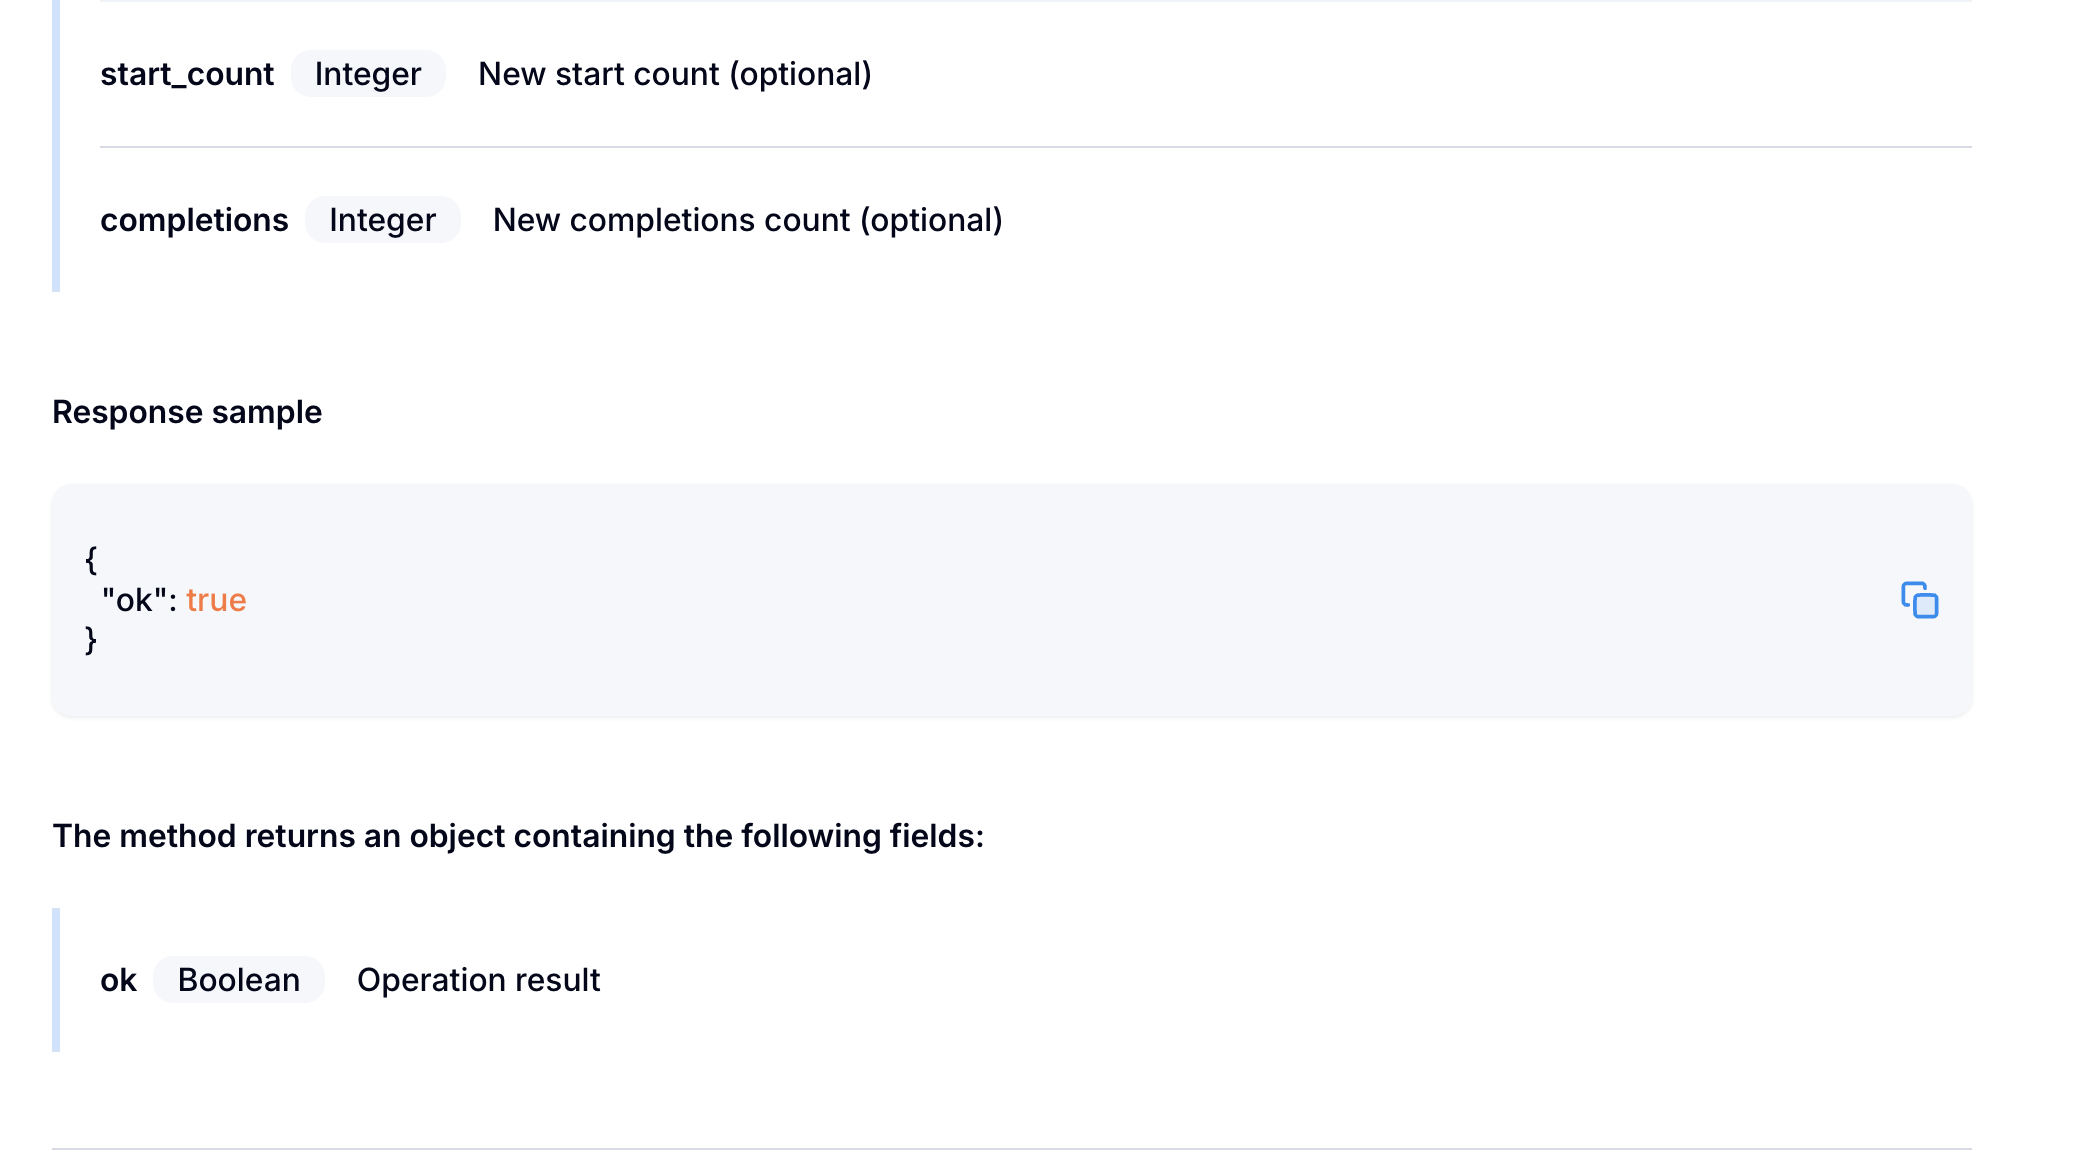 start_count Integer New start count (optional)
completions Integer New completions count (optional)
Response sample
{
"ok": true
}
The method returns an object containing the following fields:
ok Boolean Operation result